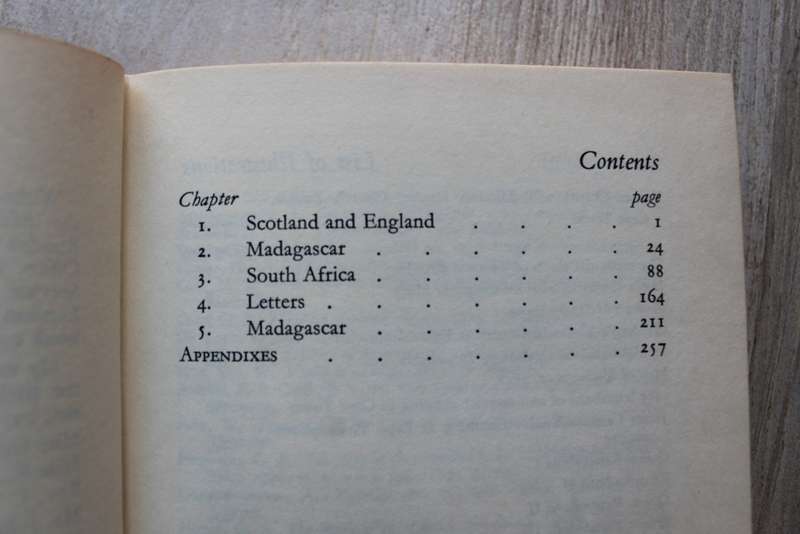 Contents
Chapter page
1. Scotland and England . . . . 1
2. Madagascar . . . . . . 24
3. South Africa . . . . . . 88
4. Letters . . . . . . . 164
5. Madagascar . . . . . . 211
APPENDIXES . . . . . . . 257